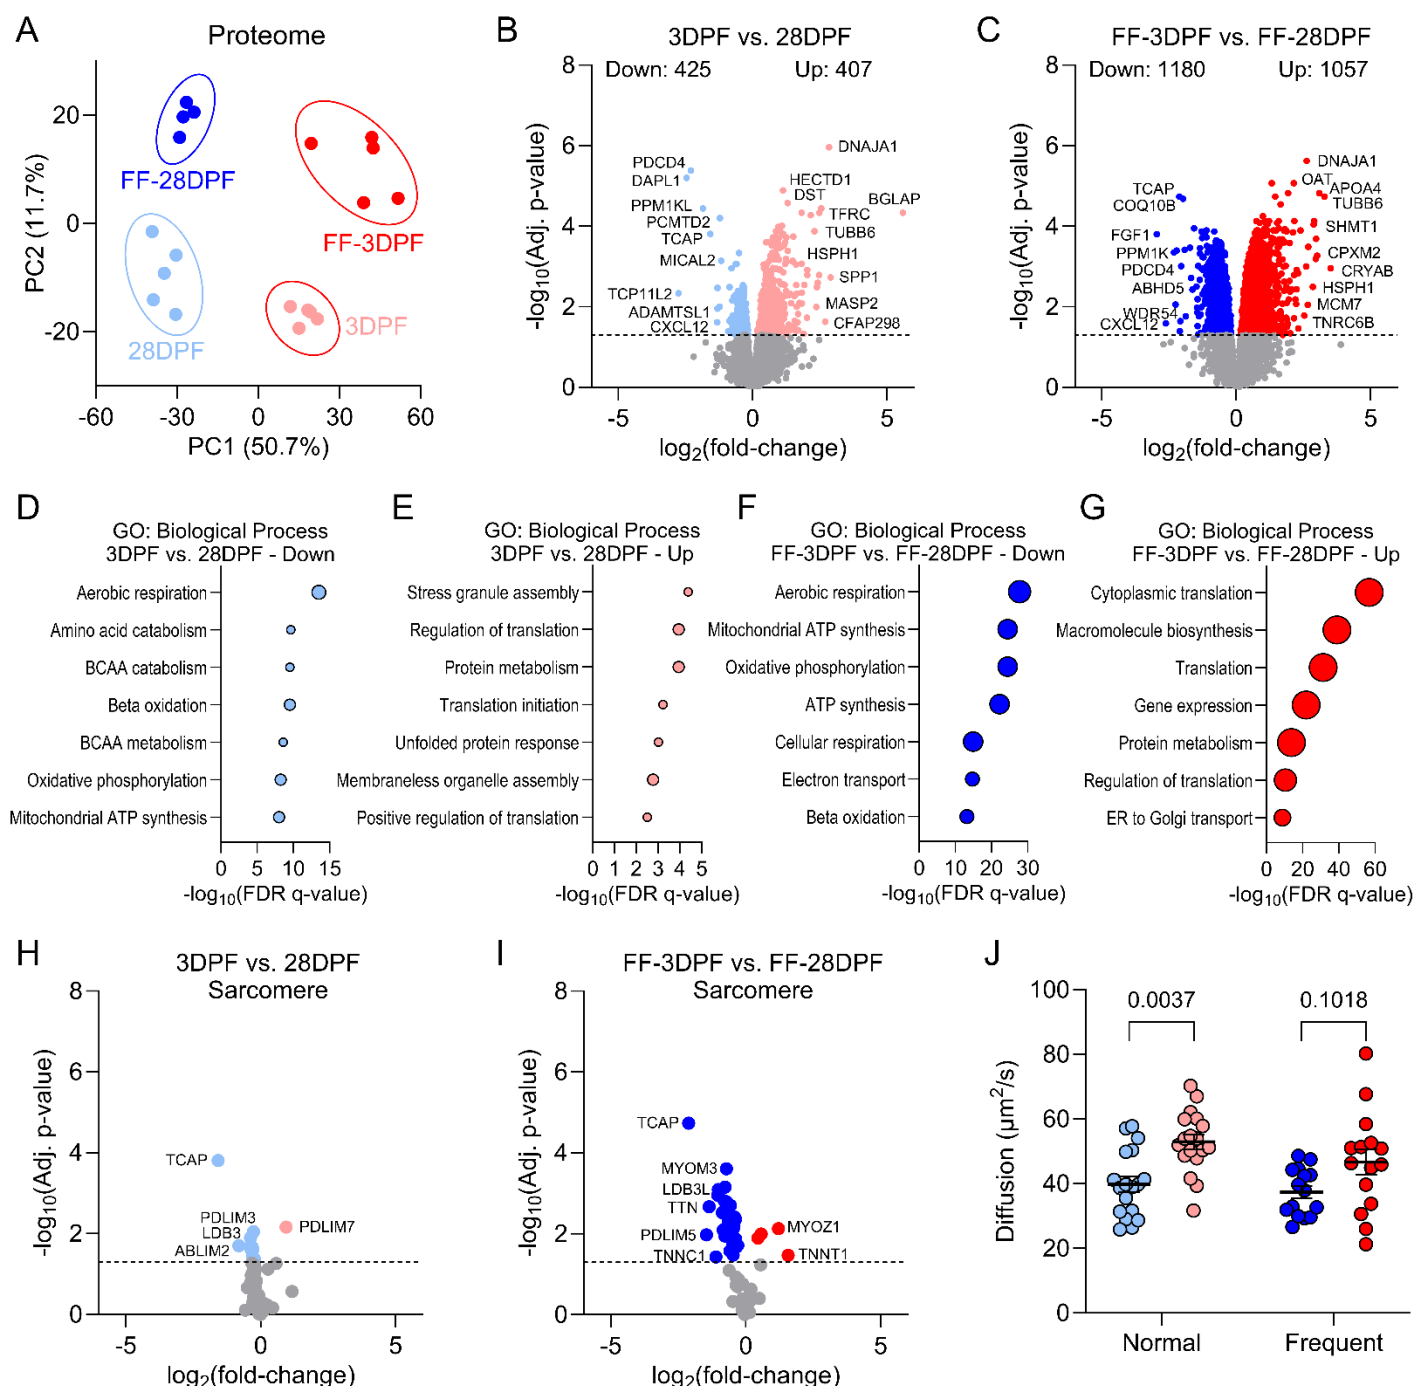 A
Proteome
20
0
-20
-60
-30
0
30
60
PC1 (50.7%)
PC2 (11.7%)
FF-28DPF
FF-3DPF
28DPF
3DPF
B
3DPF vs. 28DPF
Down: 425
Up: 407
8
6
4
2
0
-5
0
5
-log10(Adj. p-value)
log2(fold-change)
PDCD4
DAPL1
PPM1KL
PCMTD2
TCAP
MICAL2
TCP11L2
ADAMTSL1
CXCL12
DNAJA1
HECTD1
DST
BGLAP
TFRC
TUBB6
HSPH1
SPP1
MASP2
CFAP298
C
FF-3DPF vs. FF-28DPF
Down: 1180
Up: 1057
8
6
4
2
0
-5
0
5
-log10(Adj. p-value)
log2(fold-change)
TCAP
COQ10B
FGF1
PPM1K
PDCD4
ABHD5
WDR54
CXCL12
DNAJA1
OAT
APOA4
TUBB6
SHMT1
CPXM2
CRYAB
HSPH1
MCM7
TNRC6B
D
GO: Biological Process
3DPF vs. 28DPF - Down
Aerobic respiration
Amino acid catabolism
BCAA catabolism
Beta oxidation
BCAA metabolism
Oxidative phosphorylation
Mitochondrial ATP synthesis
0
5
10
15
-log10(FDR q-value)
E
GO: Biological Process
3DPF vs. 28DPF - Up
Stress granule assembly
Regulation of translation
Protein metabolism
Translation initiation
Unfolded protein response
Membraneless organelle assembly
Positive regulation of translation
0
1
2
3
4
5
-log10(FDR q-value)
F
GO: Biological Process
FF-3DPF vs. FF-28DPF - Down
Aerobic respiration
Mitochondrial ATP synthesis
Oxidative phosphorylation
ATP synthesis
Cellular respiration
Electron transport
Beta oxidation
0
10
20
30
-log10(FDR q-value)
G
GO: Biological Process
FF-3DPF vs. FF-28DPF - Up
Cytoplasmic translation
Macromolecule biosynthesis
Translation
Gene expression
Protein metabolism
Regulation of translation
ER to Golgi transport
0
20
40
60
-log10(FDR q-value)
H
3DPF vs. 28DPF
Sarcomere
8
6
4
2
0
-5
0
5
-log10(Adj. p-value)
log2(fold-change)
TCAP
PDLIM3
LDB3
ABLIM2
PDLIM7
I
FF-3DPF vs. FF-28DPF
Sarcomere
8
6
4
2
0
-5
0
5
-log10(Adj. p-value)
log2(fold-change)
TCAP
MYOM3
LDB3L
TTN
PDLIM5
TNNC1
MYOZ1
TNNT1
J
100
80
60
40
20
0
Diffusion (µm2/s)
0.0037
0.1018
Normal
Frequent